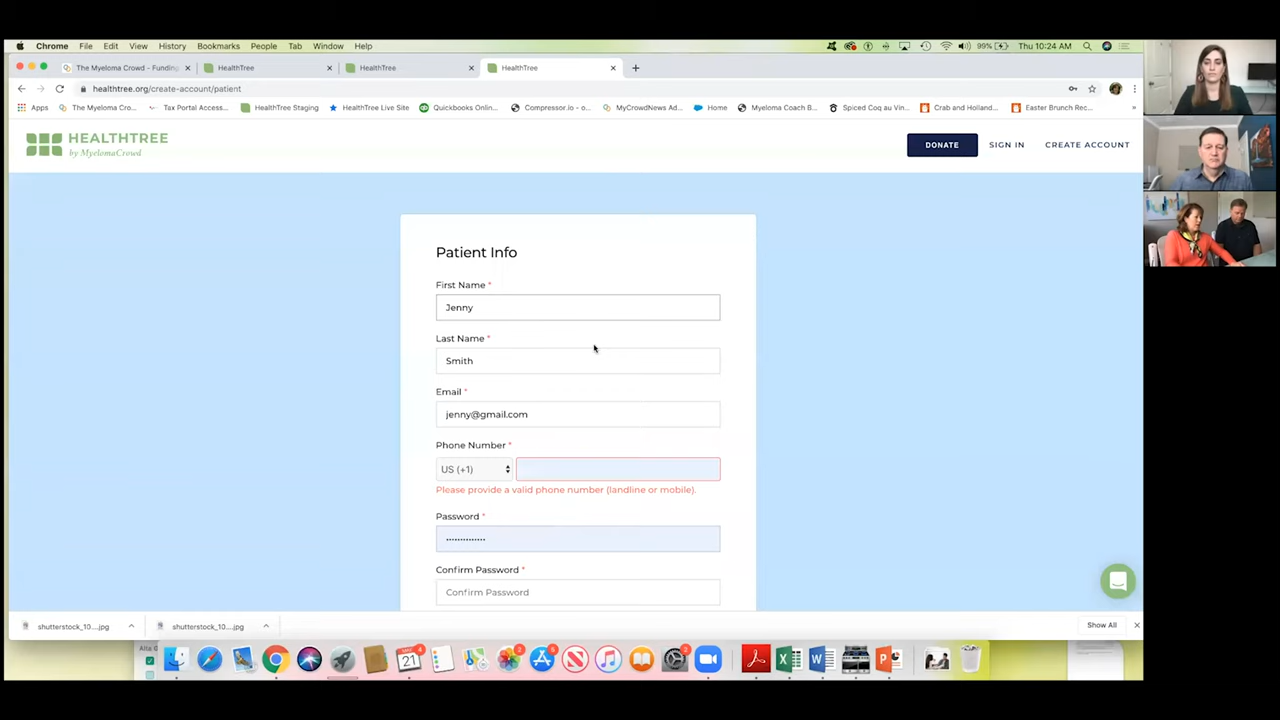 Chrome File Edit View History Bookmarks People Tab Window Help 99% Thu 10:24 AM
The Myeloma Crowd - Funding HealthTree HealthTree HealthTree
healthtree.org/create-account/patient
Apps The Myeloma Cro... Tax Portal Access... HealthTree Staging HealthTree Live Site Quickbooks Onlin... Compressor.io - o... MyCrowdNews Ad... Home Myeloma Coach B... Spiced Coq au Vin... Crab and Holland... Easter Brunch Rec...
HEALTHTREE
by MyelomaCrowd
DONATE SIGN IN CREATE ACCOUNT
Patient Info
First Name *
Jenny
Last Name *
Smith
Email *
jenny@gmail.com
Phone Number *
US (+1)
Please provide a valid phone number (landline or mobile).
Password *
Confirm Password *
Confirm Password
shutterstock_10....jpg shutterstock_10....jpg Show All
21